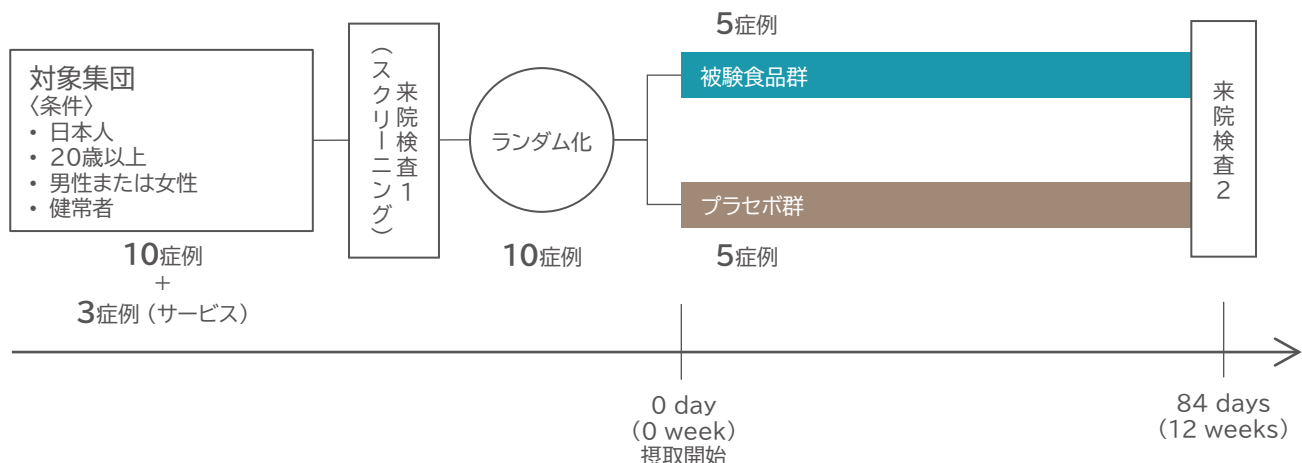 対象集団
〈条件〉
• 日本人
• 20歳以上
• 男性または女性
• 健常者
10症例
+
3症例（サービス）
来院検査1
（スクリーニング）
ランダム化
10症例
5症例
被験食品群
プラセボ群
5症例
来院検査2
0 day
(0 week)
摂取開始
84 days
(12 weeks)